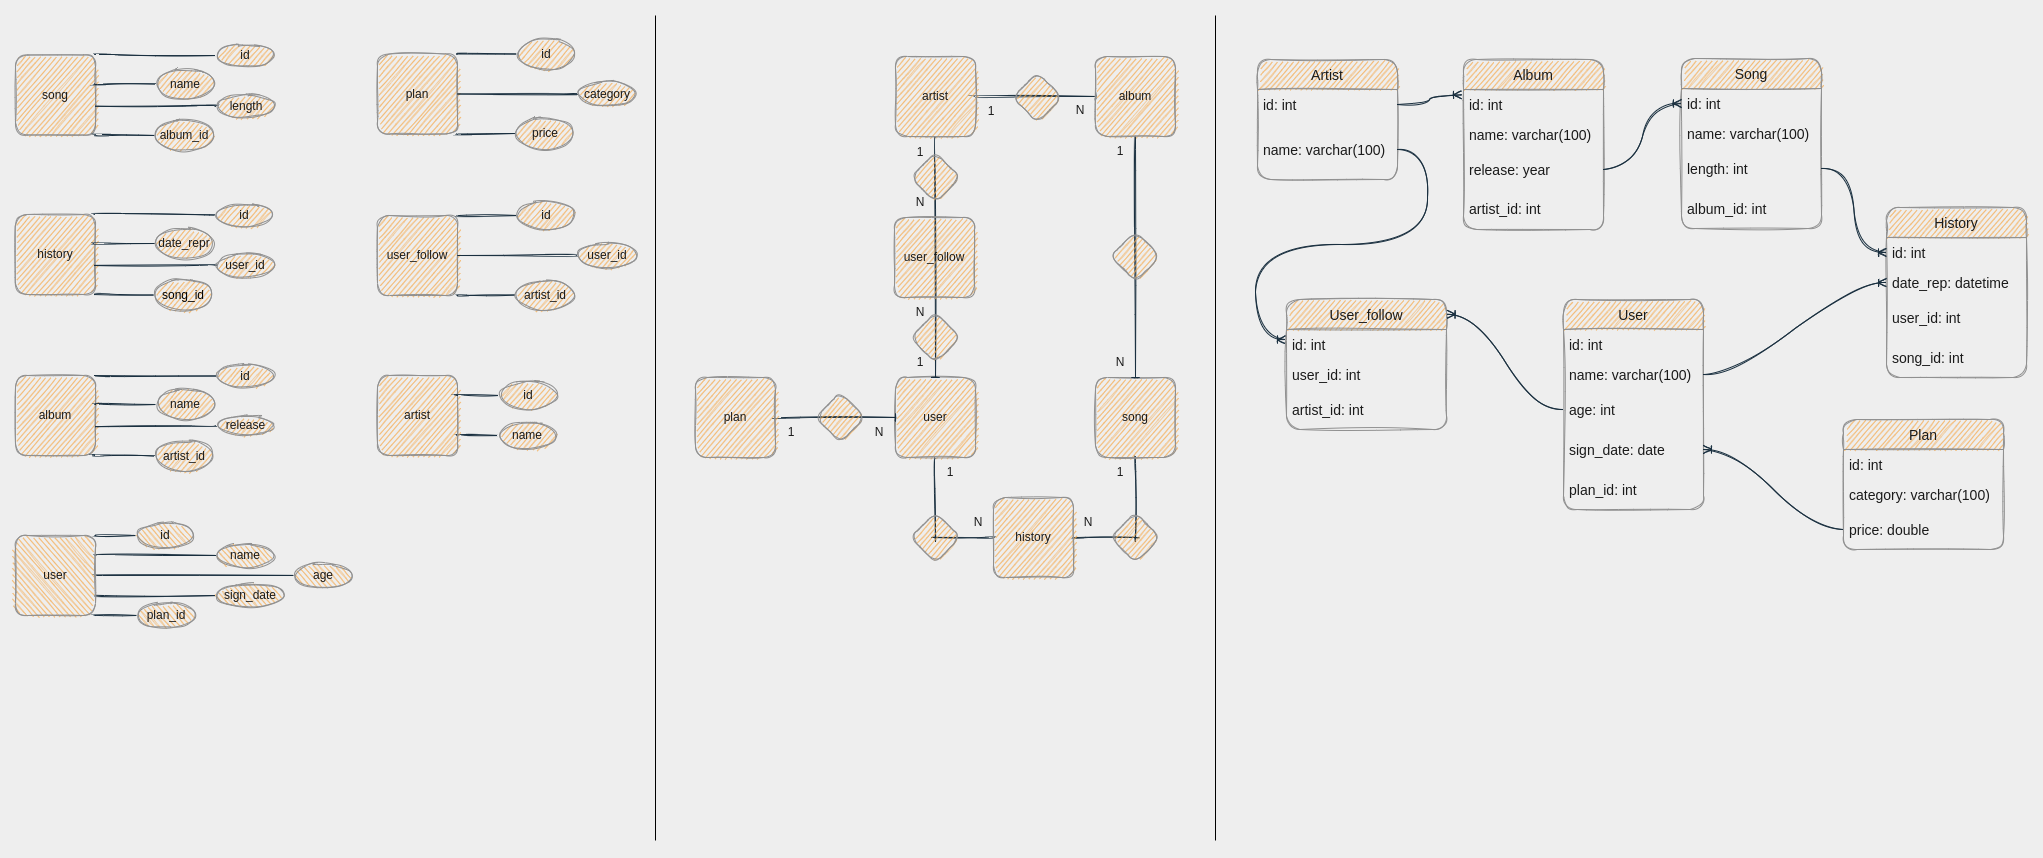 song
id
name
length
album_id
plan
id
category
price
history
id
date_repr
user_id
song_id
user_follow
id
user_id
artist_id
album
id
name
release
artist_id
artist
id
name
user
id
name
age
sign_date
plan_id
artist
1
N
album
1
N
user_follow
N
1
1
N
plan
1
N
user
song
1
1
N
history
N
Artist
id: int
name: varchar(100)
Album
id: int
name: varchar(100)
release: year
artist_id: int
Song
id: int
name: varchar(100)
length: int
album_id: int
History
id: int
date_rep: datetime
user_id: int
song_id: int
User_follow
id: int
user_id: int
artist_id: int
User
id: int
name: varchar(100)
age: int
sign_date: date
plan_id: int
Plan
id: int
category: varchar(100)
price: double